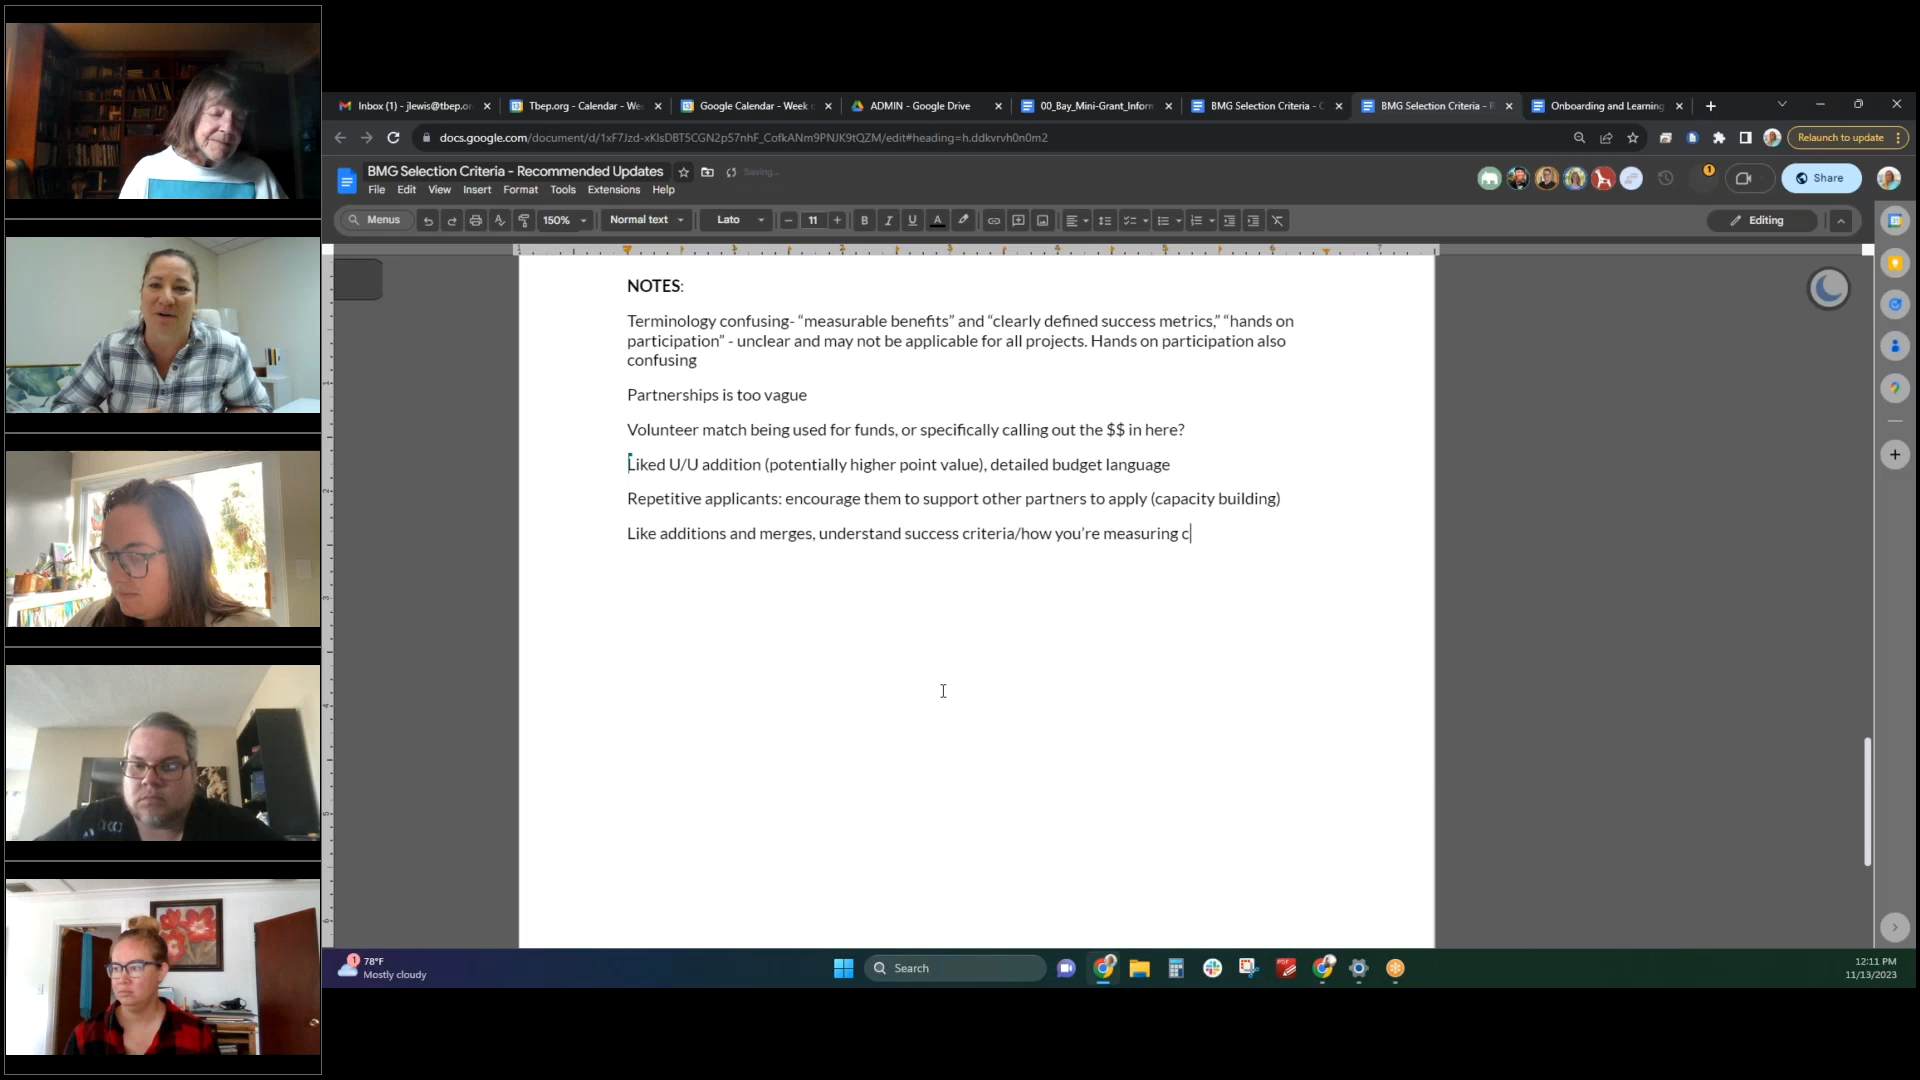 Inbox (1) - jlewis@tbep.or
Tbep.org - Calendar - We
Google Calendar - Week
ADMIN - Google Drive
00_Bay_Mini-Grant_Inform
BMG Selection Criteria - C
BMG Selection Criteria - R
Onboarding and Learning
docs.google.com/document/d/1xF7Jzd-xKlsDBT5CGN2p57nhF_CofkANm9PNJK9tQZM/edit#heading=h.ddkvrvh0n0m2
Relaunch to update
BMG Selection Criteria - Recommended Updates
Saving...
File Edit View Insert Format Tools Extensions Help
1
Share
Menus
150%
Normal text
Lato
11
Editing
NOTES:
Terminology confusing- “measurable benefits” and “clearly defined success metrics,” “hands on
participation” - unclear and may not be applicable for all projects. Hands on participation also
confusing
Partnerships is too vague
Volunteer match being used for funds, or specifically calling out the $$ in here?
Liked U/U addition (potentially higher point value), detailed budget language
Repetitive applicants: encourage them to support other partners to apply (capacity building)
Like additions and merges, understand success criteria/how you’re measuring c
1
78°F
Mostly cloudy
Search
12:11 PM
11/13/2023